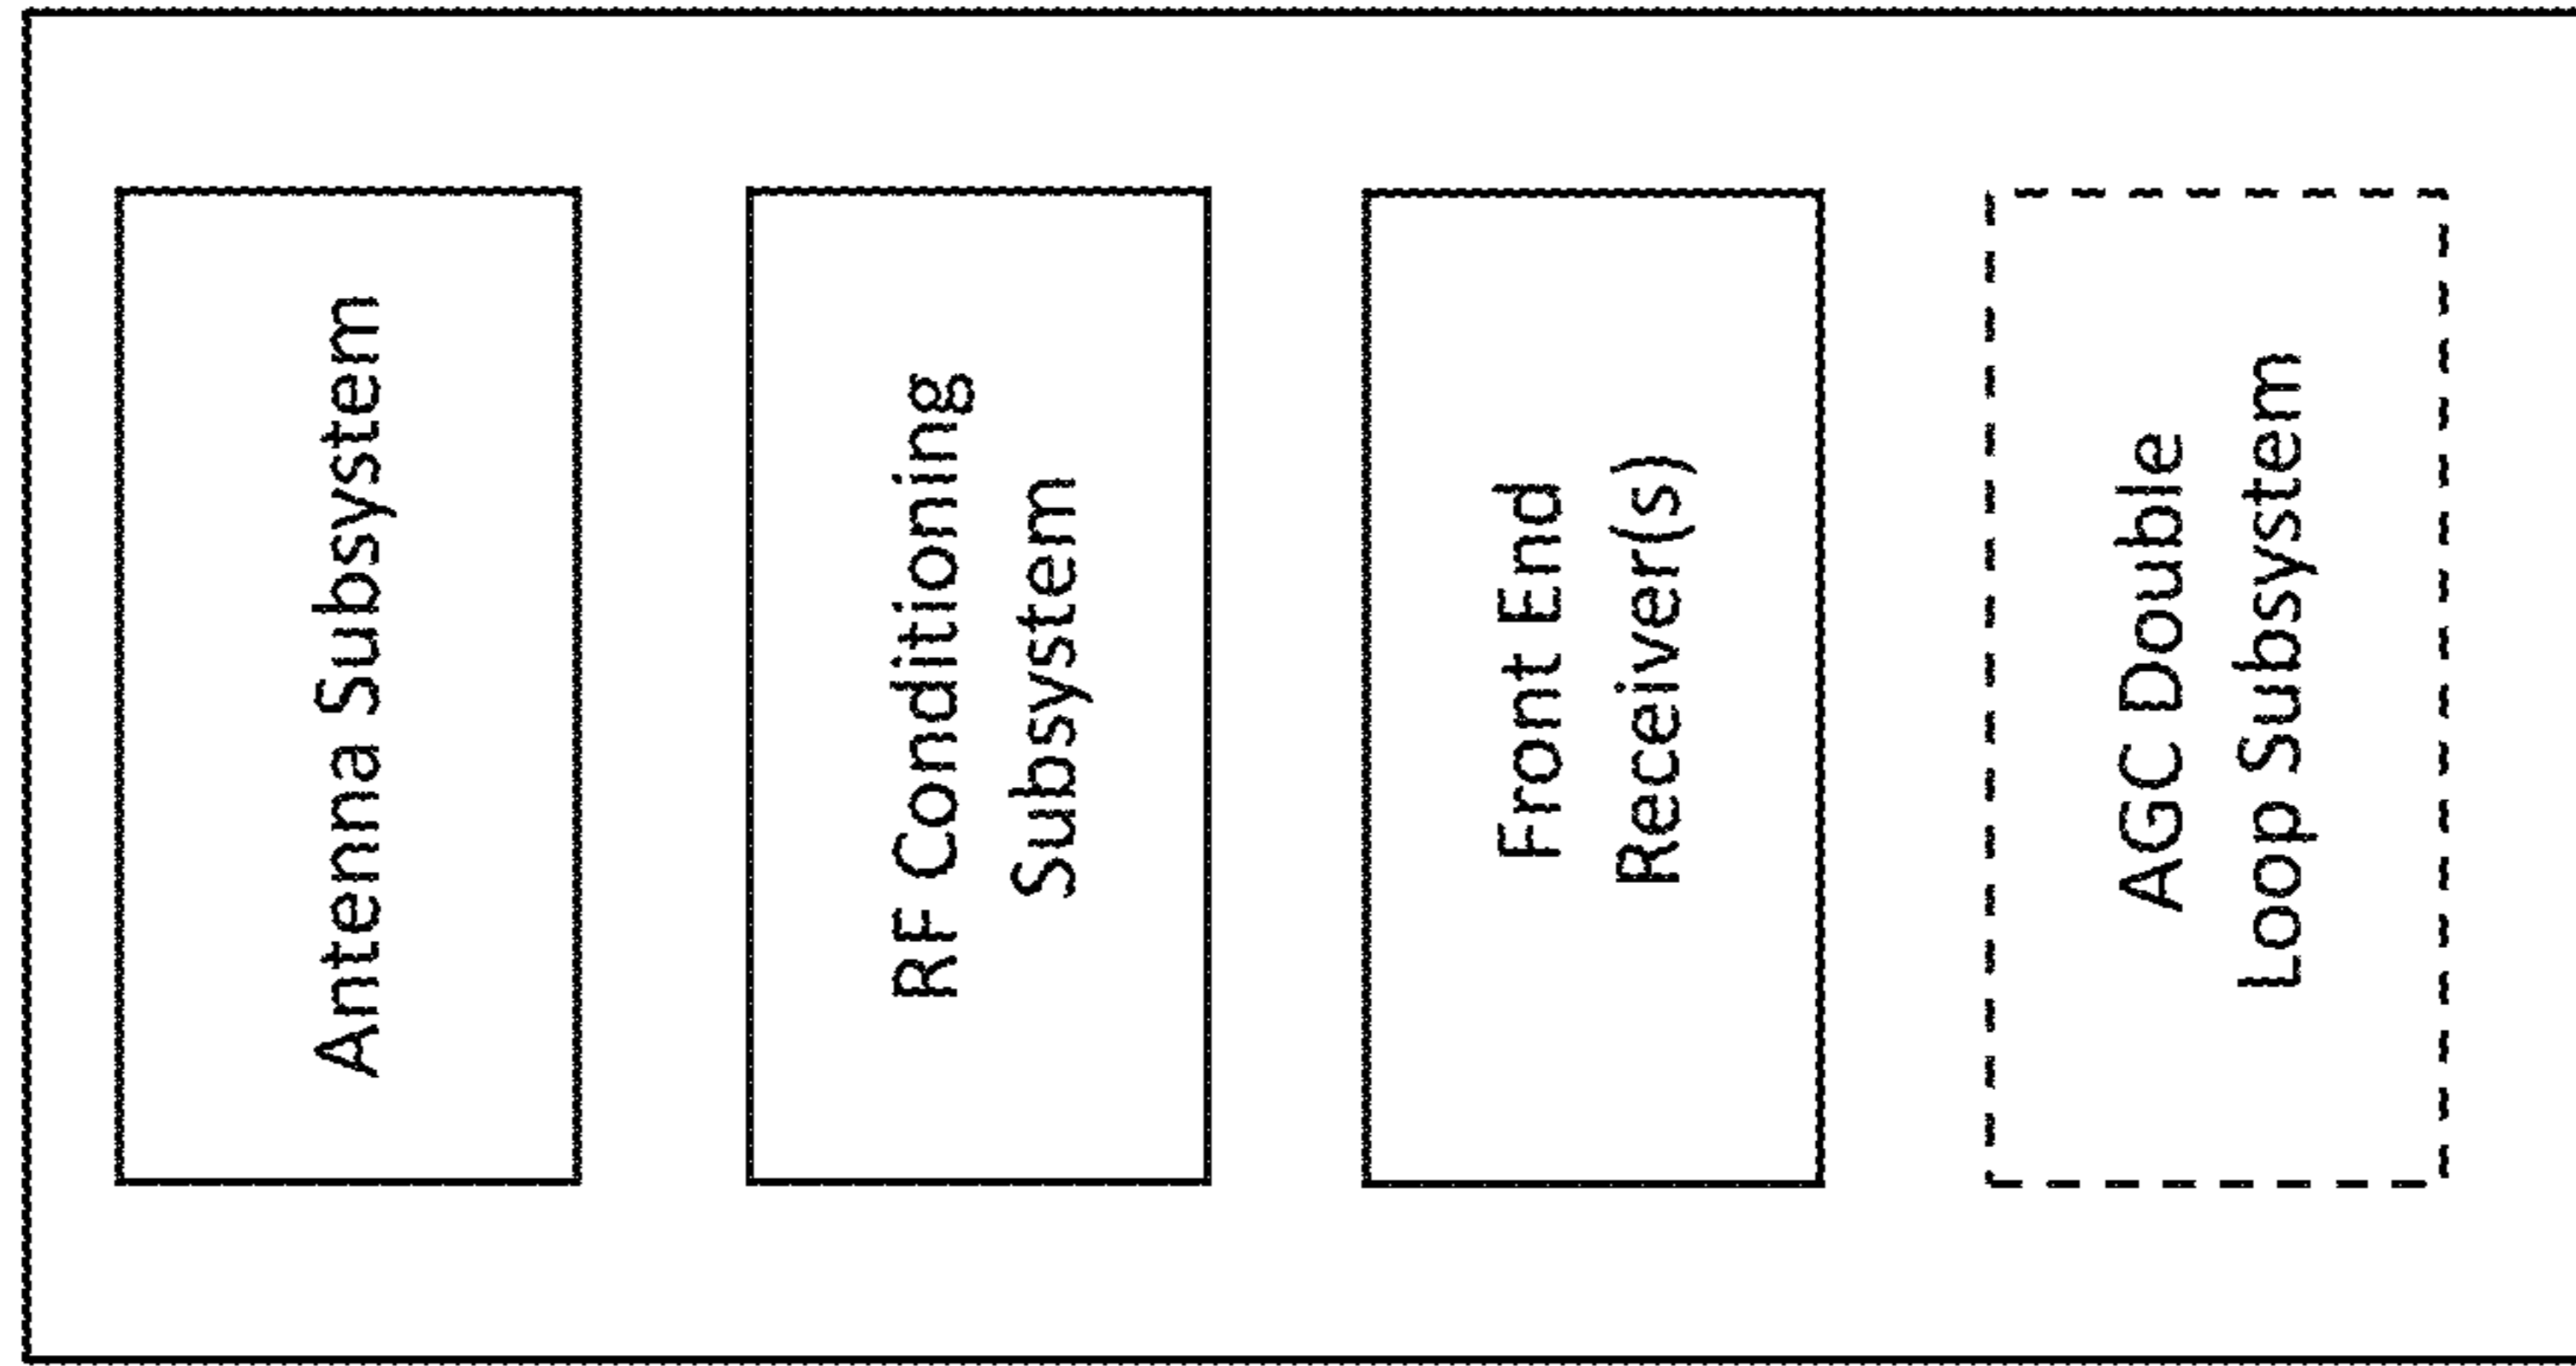 Antenna Subsystem
RF Conditioning
Subsystem
Front End
Receiver(s)
AGC Double
Loop Subsystem